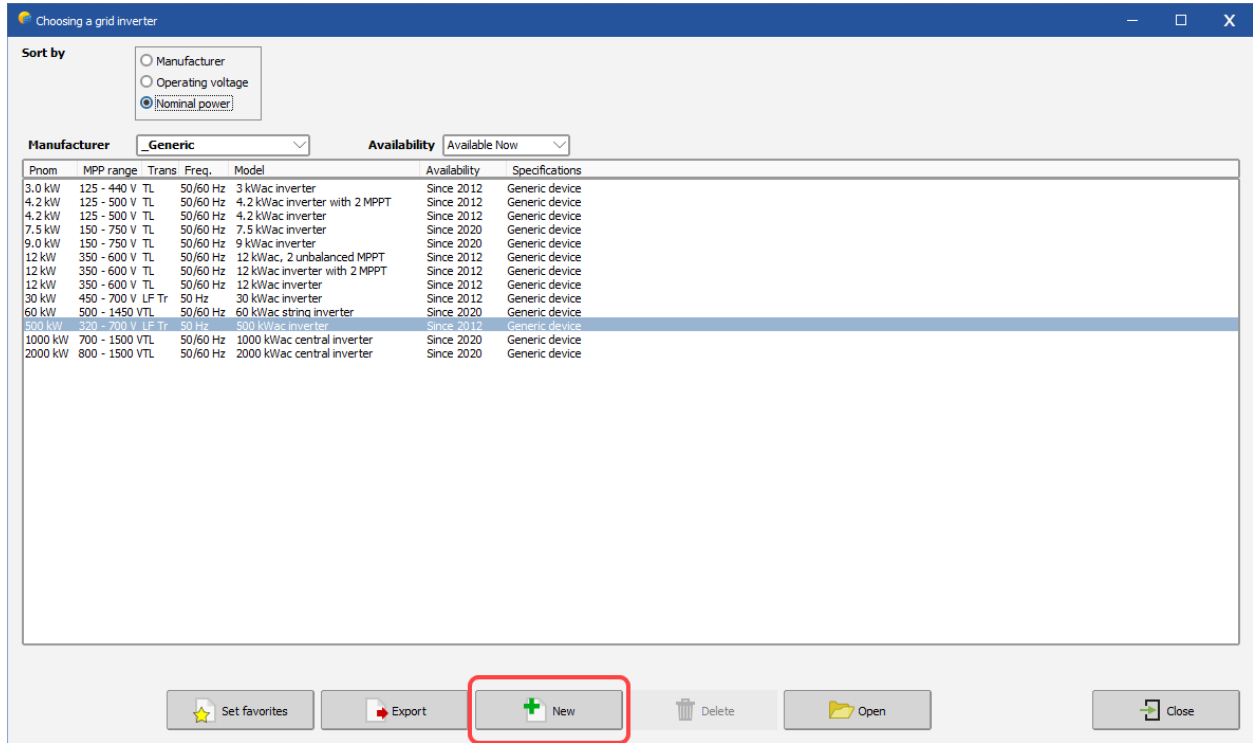 Choosing a grid inverter
Sort by
Manufacturer
Operating voltage
Nominal power
Manufacturer _Generic Availability Available Now
Pnom MPP range Trans Freq. Model Availability Specifications
3.0 kW 125 - 440 V TL 50/60 Hz 3 kWac inverter Since 2012 Generic device
4.2 kW 125 - 500 V TL 50/60 Hz 4.2 kWac inverter with 2 MPPT Since 2012 Generic device
4.2 kW 125 - 500 V TL 50/60 Hz 4.2 kWac inverter Since 2012 Generic device
7.5 kW 150 - 750 V TL 50/60 Hz 7.5 kWac inverter Since 2020 Generic device
9.0 kW 150 - 750 V TL 50/60 Hz 9 kWac inverter Since 2020 Generic device
12 kW 350 - 600 V TL 50/60 Hz 12 kWac, 2 unbalanced MPPT Since 2012 Generic device
12 kW 350 - 600 V TL 50/60 Hz 12 kWac inverter with 2 MPPT Since 2012 Generic device
12 kW 350 - 600 V TL 50/60 Hz 12 kWac inverter Since 2012 Generic device
30 kW 450 - 700 V LF Tr 50 Hz 30 kWac inverter Since 2012 Generic device
60 kW 500 - 1450 VTL 50/60 Hz 60 kWac string inverter Since 2020 Generic device
500 kW 320 - 700 V LF Tr 50 Hz 500 kWac inverter Since 2012 Generic device
1000 kW 700 - 1500 VTL 50/60 Hz 1000 kWac central inverter Since 2020 Generic device
2000 kW 800 - 1500 VTL 50/60 Hz 2000 kWac central inverter Since 2020 Generic device
Set favorites Export New Delete Open Close